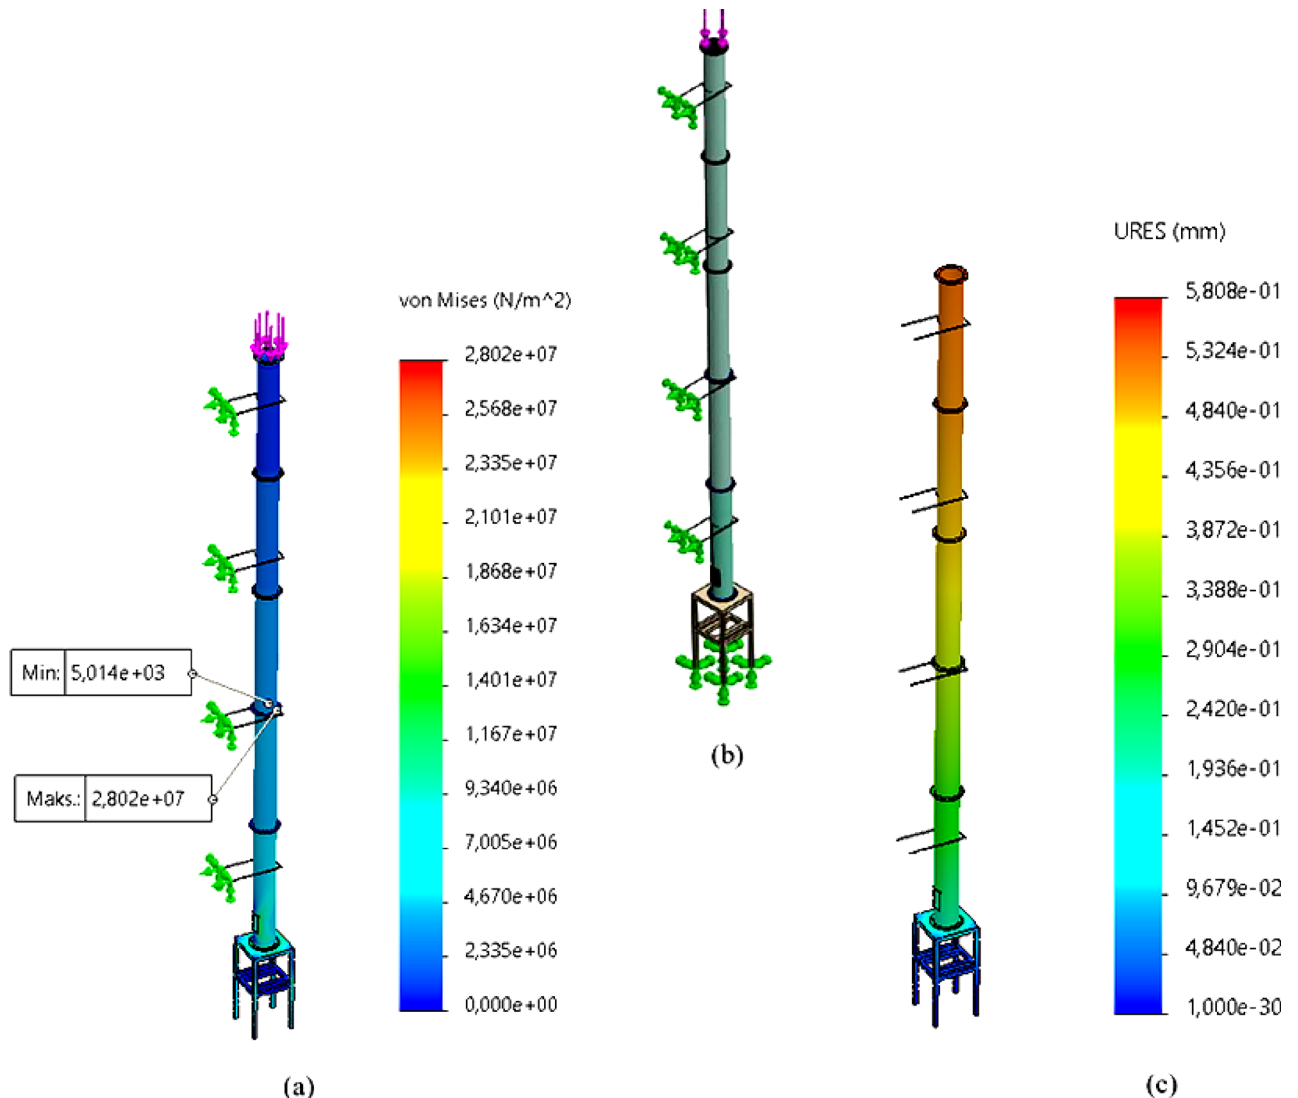 von Mises (N/m^2)
2,802e+07
2,568e+07
2,335e+07
2,101e+07
1,868e+07
1,634e+07
1,401e+07
1,167e+07
9,340e+06
7,005e+06
4,670e+06
2,335e+06
0,000e+00
Min: 5,014e+03
Maks.: 2,802e+07
(a)
(b)
URES (mm)
5,808e-01
5,324e-01
4,840e-01
4,356e-01
3,872e-01
3,388e-01
2,904e-01
2,420e-01
1,936e-01
1,452e-01
9,679e-02
4,840e-02
1,000e-30
(c)